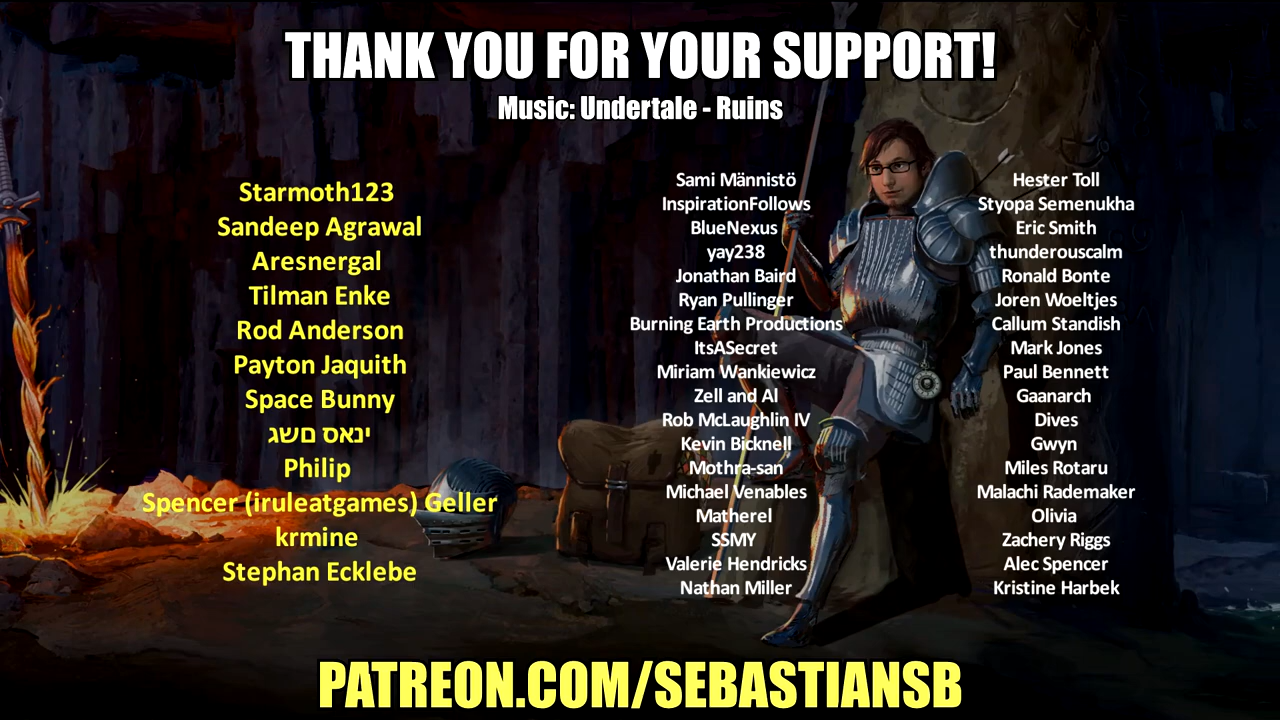 THANK YOU FOR YOUR SUPPORT!
Music: Undertale - Ruins
Starmoth123
Sandeep Agrawal
Aresnergal
Tilman Enke
Rod Anderson
Payton Jaquith
Space Bunny
גשם סאני
Philip
Spencer (iruleatgames) Geller
krmine
Stephan Ecklebe
Sami Männistö
InspirationFollows
BlueNexus
yay238
Jonathan Baird
Ryan Pullinger
Burning Earth Productions
ItsASecret
Miriam Wankiewicz
Zell and Al
Rob McLaughlin IV
Kevin Bicknell
Mothra-san
Michael Venables
Matherel
SSMY
Valerie Hendricks
Nathan Miller
Hester Toll
Styopa Semenukha
Eric Smith
thunderouscalm
Ronald Bonte
Joren Woeltjes
Callum Standish
Mark Jones
Paul Bennett
Gaanarch
Dives
Gwyn
Miles Rotaru
Malachi Rademaker
Olivia
Zachery Riggs
Alec Spencer
Kristine Harbek
PATREON.COM/SEBASTIANSB